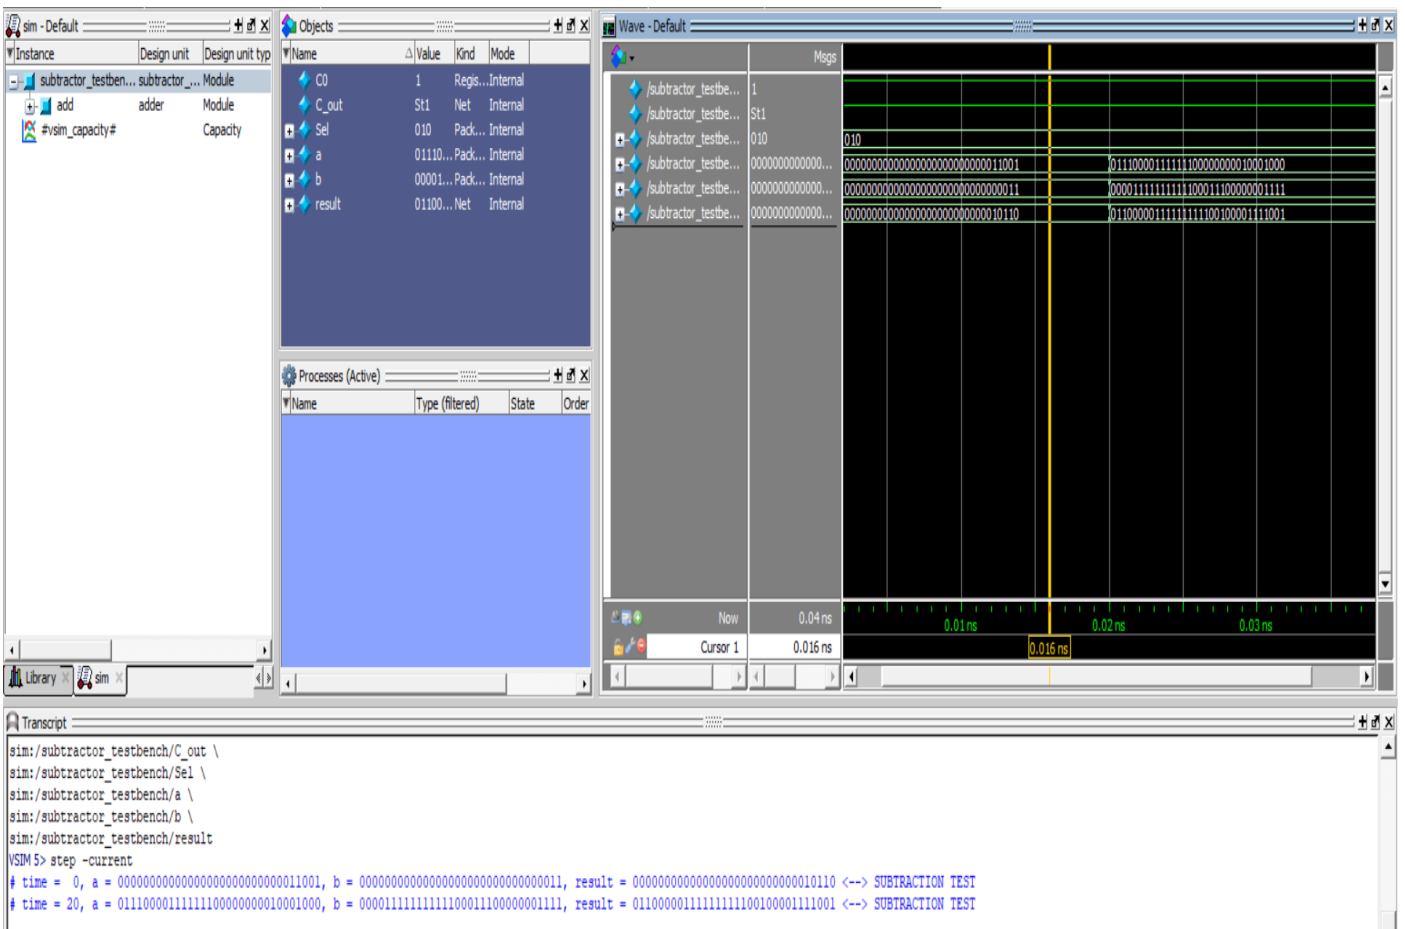 sim - Default
Instance Design unit Design unit typ
subtractor_testben... subtractor_... Module
add adder Module
#vsim_capacity# Capacity
Library sim
Objects
Name Value Kind Mode
C0 1 Regis... Internal
C_out St1 Net Internal
Sel 010 Pack... Internal
a 01110... Pack... Internal
b 00001... Pack... Internal
result 01100... Net Internal
Processes (Active)
Name Type (filtered) State Order
Wave - Default
Msgs
/subtractor_testbe... 1
/subtractor_testbe... St1
/subtractor_testbe... 010 010
/subtractor_testbe... 0000000000000... 00000000000000000000000000011001 01110000111111100000000010001000
/subtractor_testbe... 0000000000000... 00000000000000000000000000000011 00001111111111100011100000001111
/subtractor_testbe... 0000000000000... 00000000000000000000000000010110 01100000111111111100100001111001
Now 0.04 ns 0.01 ns 0.02 ns 0.03 ns
Cursor 1 0.016 ns 0.016 ns
Transcript
sim:/subtractor_testbench/C_out \
sim:/subtractor_testbench/Sel \
sim:/subtractor_testbench/a \
sim:/subtractor_testbench/b \
sim:/subtractor_testbench/result
VSIM 5> step -current
# time = 0, a = 00000000000000000000000000011001, b = 00000000000000000000000000000011, result = 00000000000000000000000000010110 <--> SUBTRACTION TEST
# time = 20, a = 01110000111111100000000010001000, b = 00001111111111100011100000001111, result = 01100000111111111100100001111001 <--> SUBTRACTION TEST